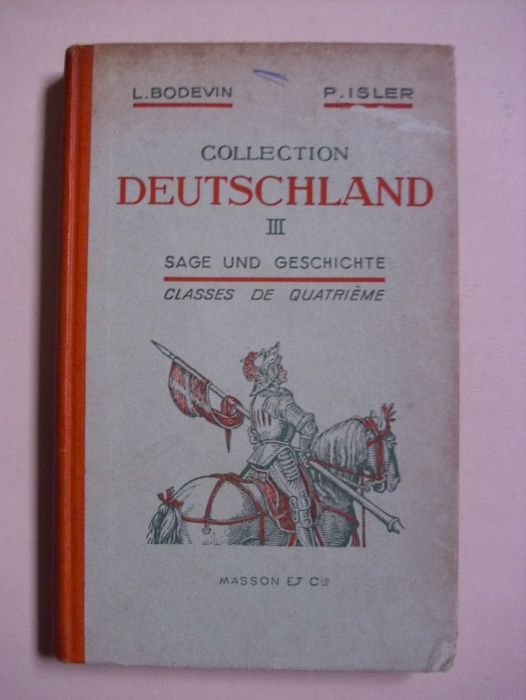 L. BODEVIN P. ISLER
COLLECTION
DEUTSCHLAND
III
SAGE UND GESCHICHTE
CLASSES DE QUATRIÈME
MASSON ET Cie